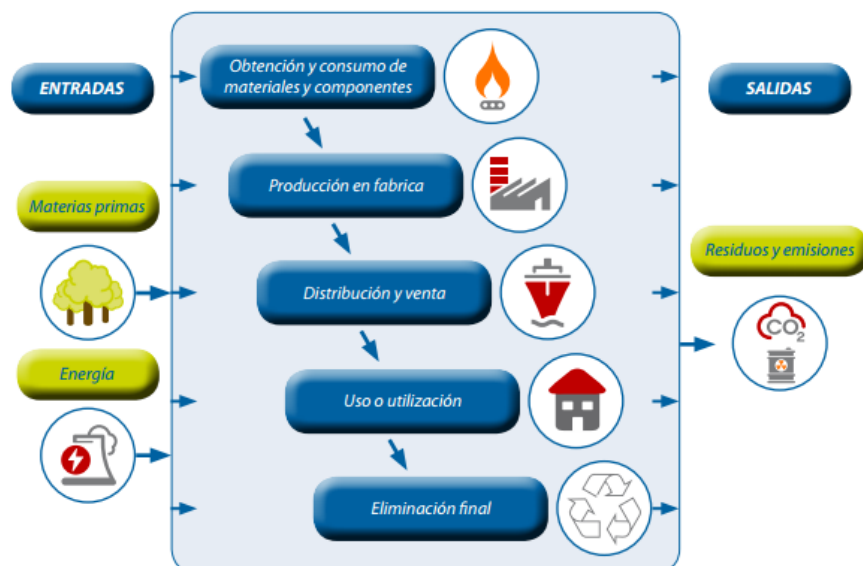 ENTRADAS
Obtención y consumo de
materiales y componentes
SALIDAS
Producción en fabrica
Materias primas
Residuos y emisiones
Distribución y venta
CO2
Energía
Uso o utilización
Eliminación final